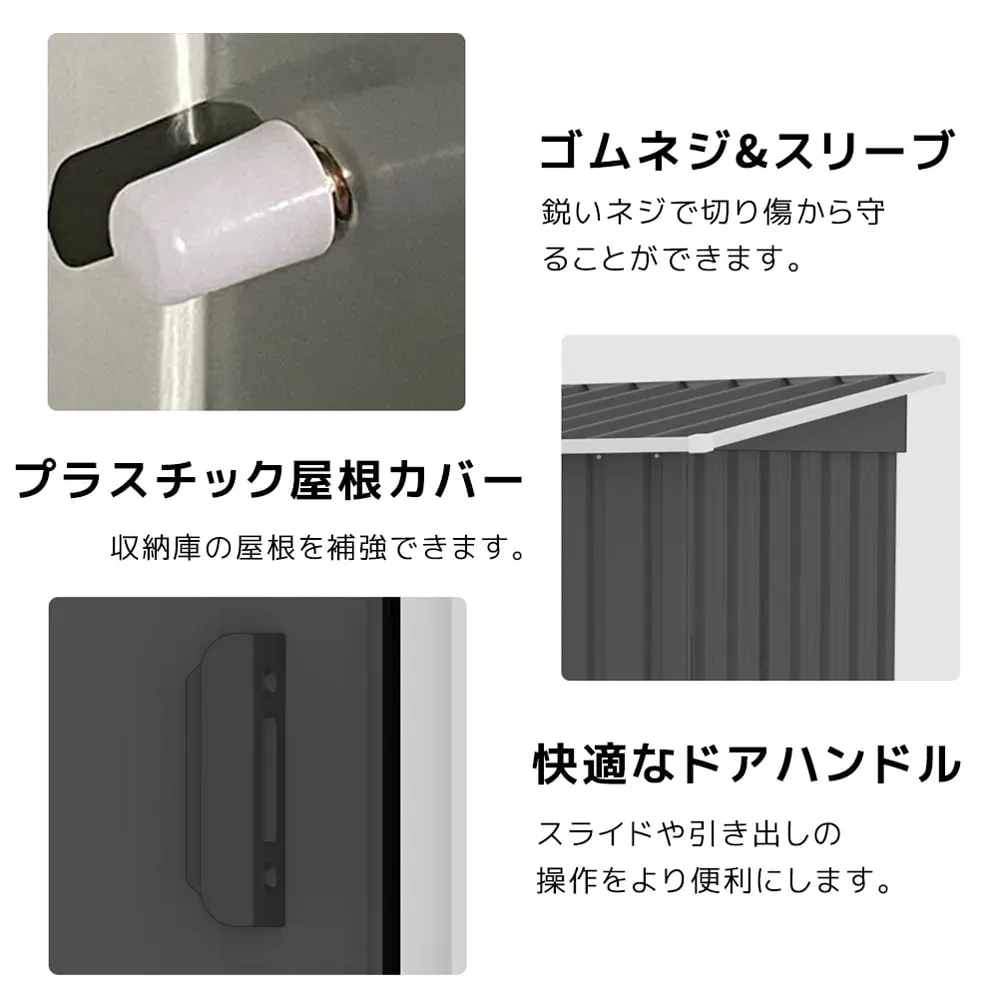 ゴムネジ&スリーブ
鋭いネジで切り傷から守
ることができます。
プラスチック屋根カバー
収納庫の屋根を補強できます。
快適なドアハンドル
スライドや引き出しの
操作をより便利にします。